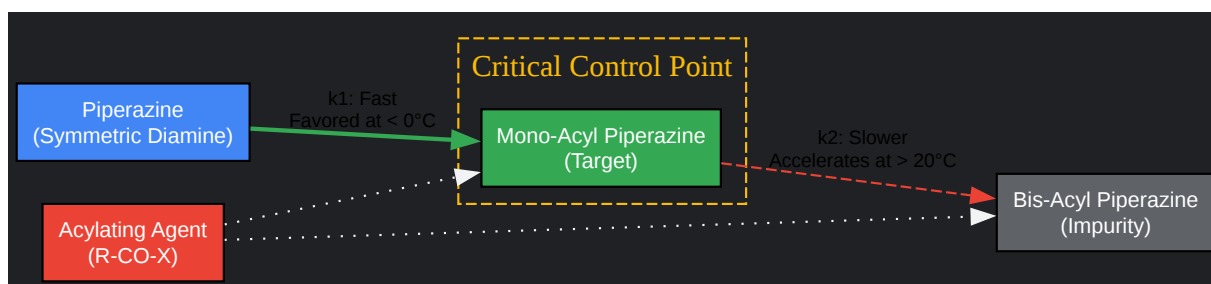 Critical Control Point
Piperazine
(Symmetric Diamine)
k1: Fast
Favored at < 0°C
Mono-Acyl Piperazine
(Target)
k2: Slower
Accelerates at > 20°C
Acylating Agent
(R-CO-X)
Bis-Acyl Piperazine
(Impurity)